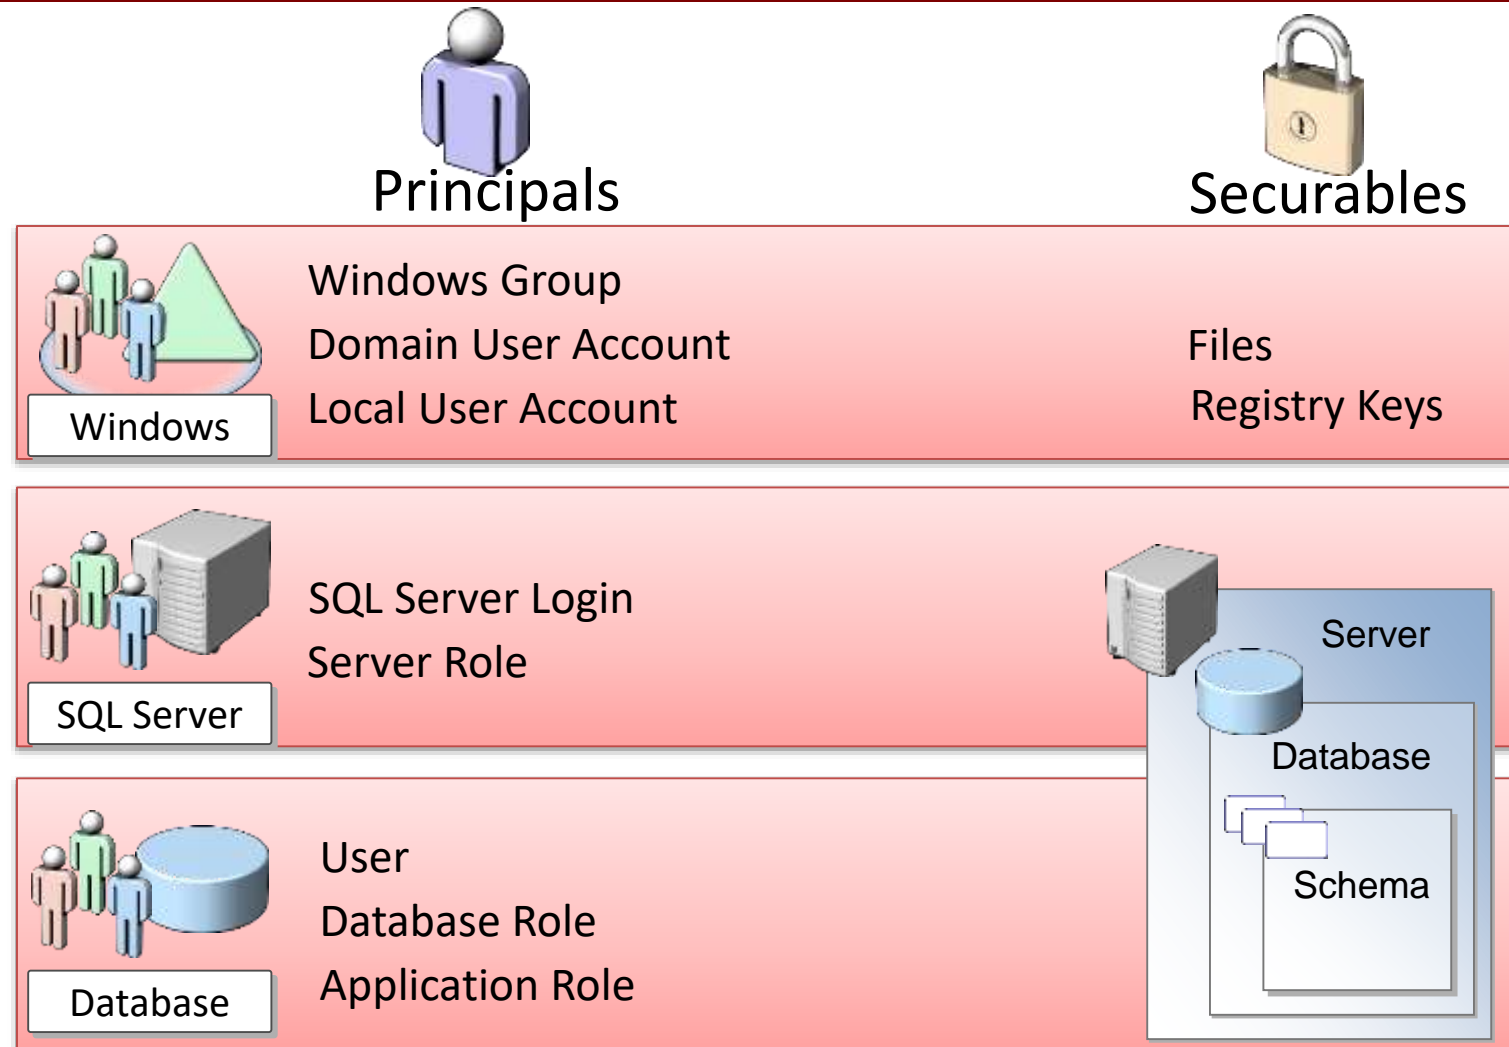 Principals
Securables
Windows Group
Domain User Account
Local User Account
Windows
Files
Registry Keys
SQL Server Login
Server Role
SQL Server
Server
Database
Schema
User
Database Role
Application Role
Database